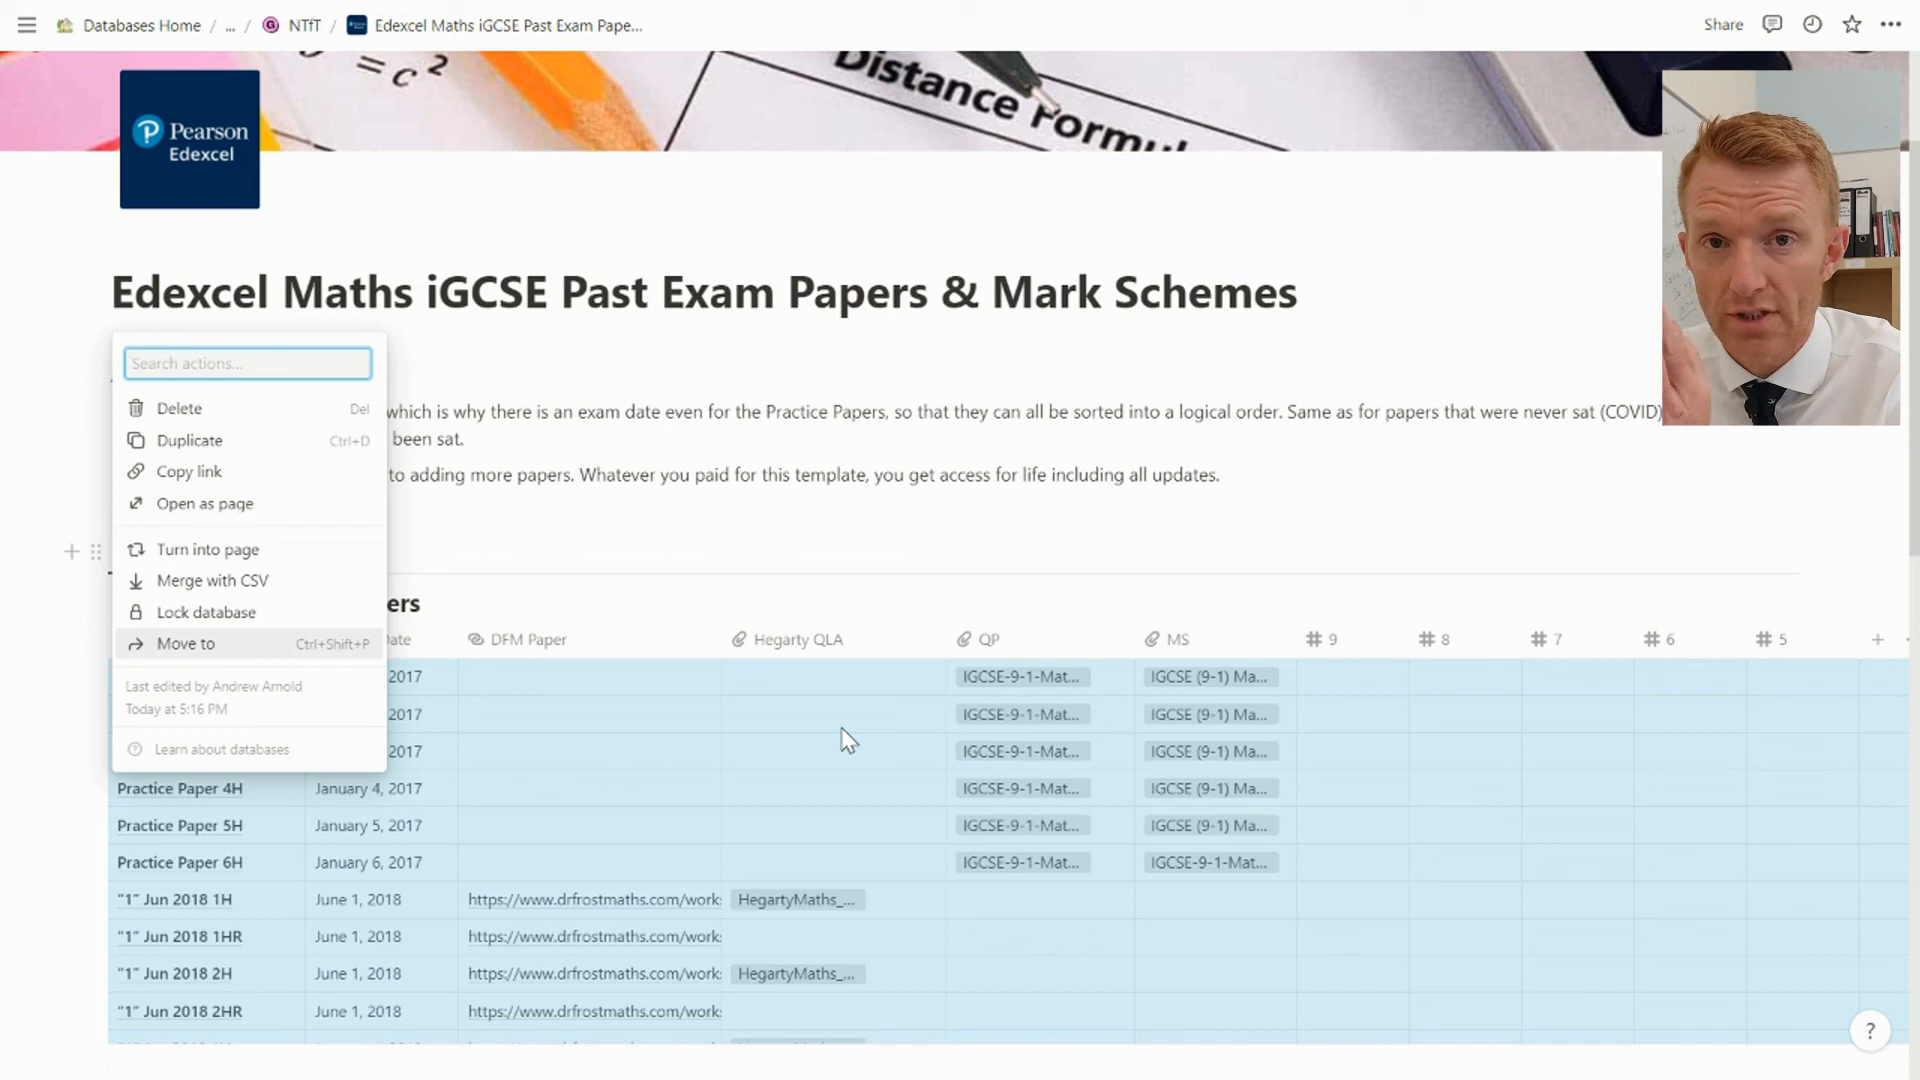 Databases Home / ... / NTfT / Edexcel Maths iGCSE Past Exam Pape...
Share
= c 2
Distance Formul
Pearson
Edexcel
Edexcel Maths iGCSE Past Exam Papers & Mark Schemes
Search actions...
Delete Del
Duplicate Ctrl+D
Copy link
Open as page
Turn into page
Merge with CSV
Lock database
Move to Ctrl+Shift+P
Last edited by Andrew Arnold
Today at 5:16 PM
Learn about databases
which is why there is an exam date even for the Practice Papers, so that they can all be sorted into a logical order. Same as for papers that were never sat (COVID)
been sat.
to adding more papers. Whatever you paid for this template, you get access for life including all updates.
ers
ate DFM Paper Hegarty QLA QP MS # 9 # 8 # 7 # 6 # 5
2017 IGCSE-9-1-Mat... IGCSE (9-1) Ma...
2017 IGCSE-9-1-Mat... IGCSE (9-1) Ma...
2017 IGCSE-9-1-Mat... IGCSE (9-1) Ma...
Practice Paper 4H January 4, 2017 IGCSE-9-1-Mat... IGCSE (9-1) Ma...
Practice Paper 5H January 5, 2017 IGCSE-9-1-Mat... IGCSE (9-1) Ma...
Practice Paper 6H January 6, 2017 IGCSE-9-1-Mat... IGCSE-9-1-Mat...
"1" Jun 2018 1H June 1, 2018 https://www.drfrostmaths.com/work: HegartyMaths_...
"1" Jun 2018 1HR June 1, 2018 https://www.drfrostmaths.com/work:
"1" Jun 2018 2H June 1, 2018 https://www.drfrostmaths.com/work: HegartyMaths_...
"1" Jun 2018 2HR June 1, 2018 https://www.drfrostmaths.com/work:
?